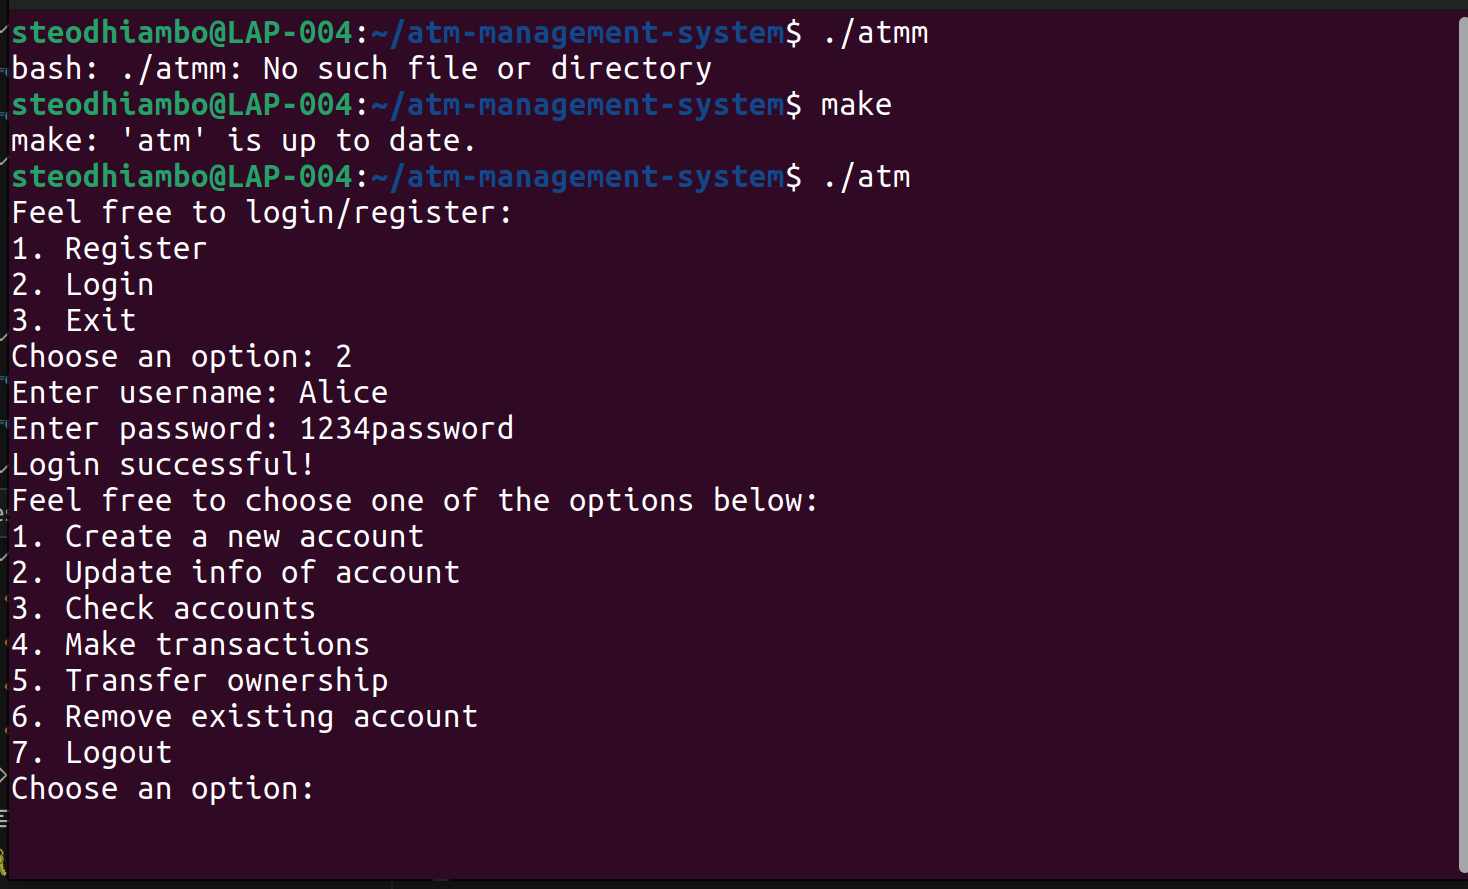 steodhiambo@LAP-004:~/atm-management-system$ ./atmm
bash: ./atmm: No such file or directory
steodhiambo@LAP-004:~/atm-management-system$ make
make: 'atm' is up to date.
steodhiambo@LAP-004:~/atm-management-system$ ./atm
Feel free to login/register:
1. Register
2. Login
3. Exit
Choose an option: 2
Enter username: Alice
Enter password: 1234password
Login successful!
Feel free to choose one of the options below:
1. Create a new account
2. Update info of account
3. Check accounts
4. Make transactions
5. Transfer ownership
6. Remove existing account
7. Logout
Choose an option: